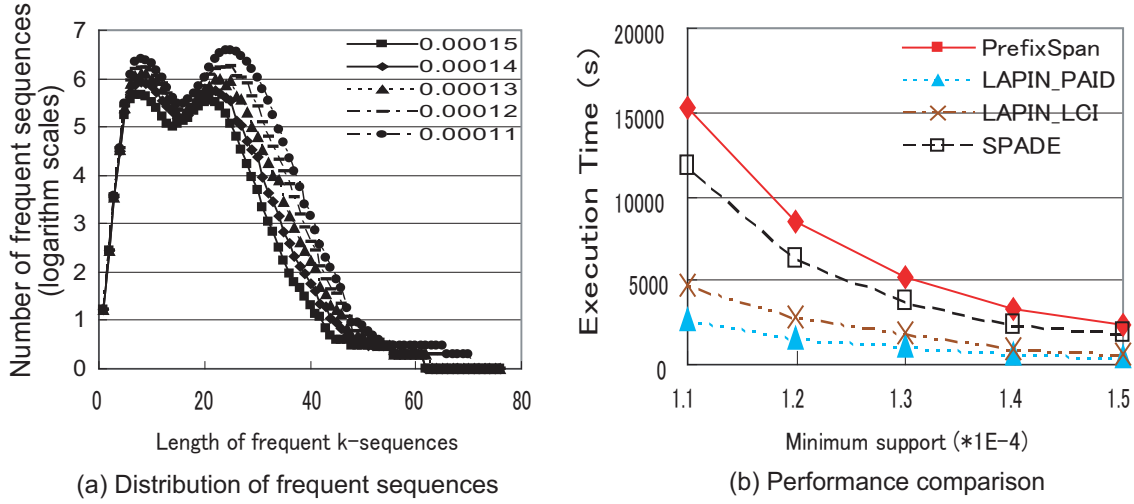 Number of frequent sequences
(logarithm scales)
7
6
5
4
3
2
1
0
0.00015
0.00014
0.00013
0.00012
0.00011
0 20 40 60 80
Length of frequent k-sequences
(a) Distribution of frequent sequences
Execution Time (s)
20000
15000
10000
5000
0
PrefixSpan
LAPIN_PAID
LAPIN_LCI
SPADE
1.1 1.2 1.3 1.4 1.5
Minimum support (*1E-4)
(b) Performance comparison